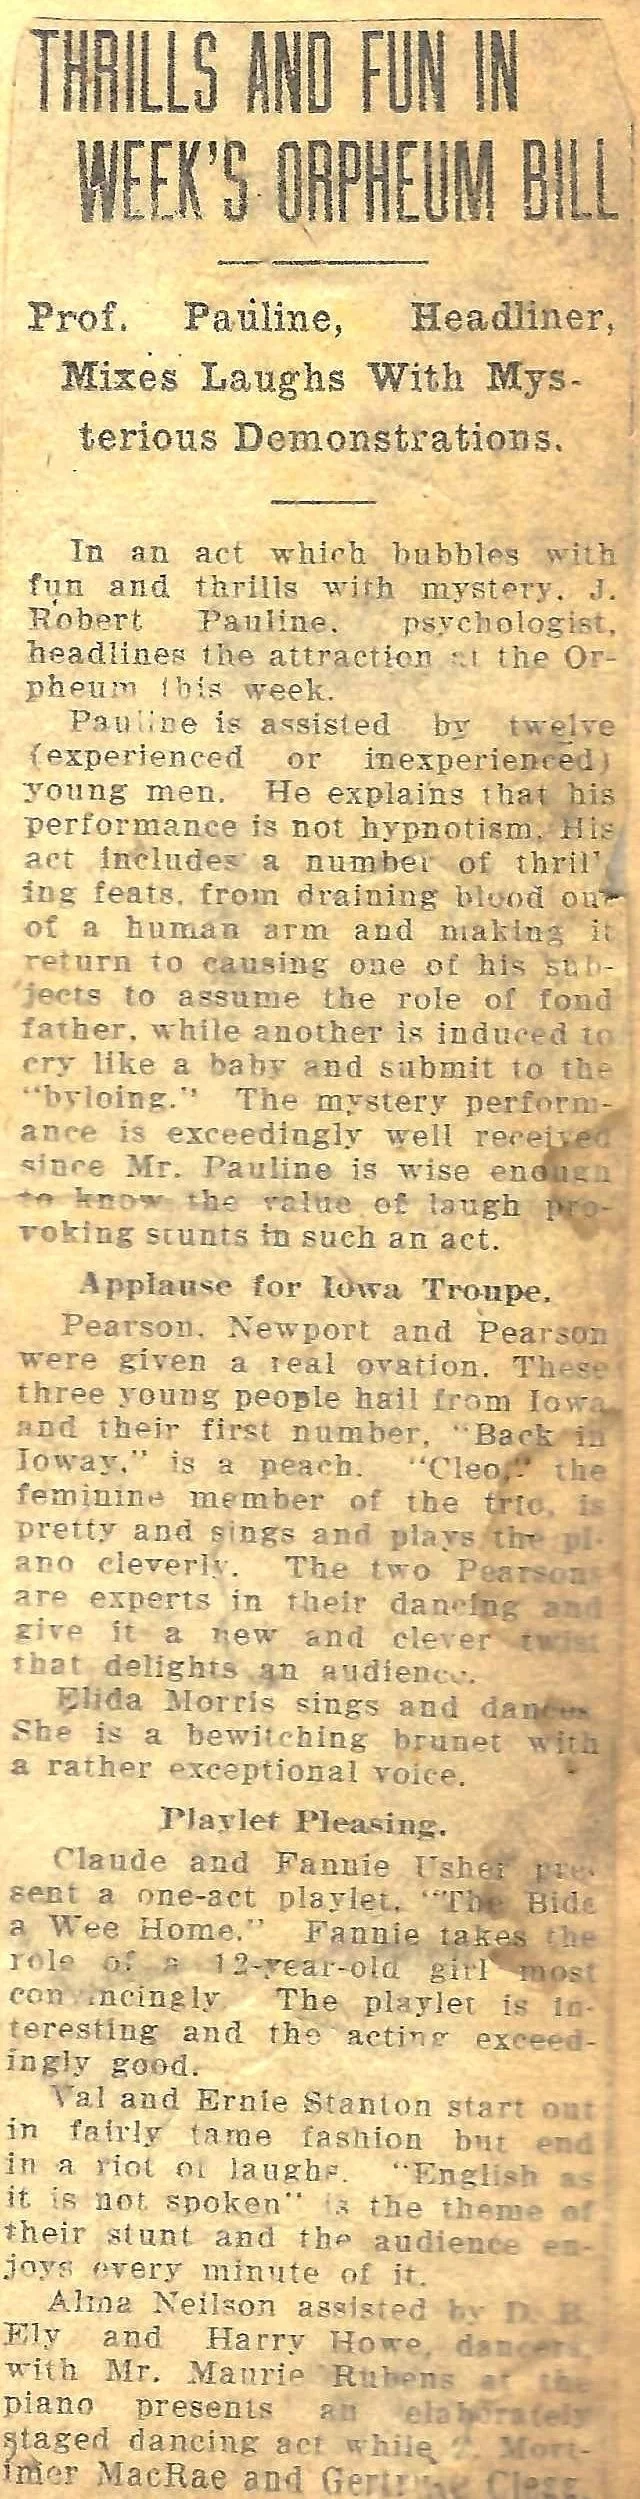 THRILLS AND FUN IN
WEEK'S ORPHEUM BILL
Prof. Pauline, Headliner,
Mixes Laughs With Mys-
terious Demonstrations.
In an act which bubbles with
fun and thrills with mystery, J.
Robert Pauline, psychologist,
headlines the attraction at the Or-
pheum this week.
Pauline is assisted by twelve
(experienced or inexperienced)
young men. He explains that his
performance is not hypnotism. His
act includes a number of thrill
ing feats, from draining blood out
of a human arm and making it
return to causing one of his sub-
jects to assume the role of fond
father, while another is induced to
cry like a baby and submit to the
"byloing." The mystery perform-
ance is exceedingly well received
since Mr. Pauline is wise enough
to know the value of laugh pro-
voking stunts in such an act.
Applause for Iowa Troupe.
Pearson, Newport and Pearson
were given a real ovation. These
three young people hail from Iowa
and their first number, "Back in
Ioway," is a peach. "Cleo," the
feminine member of the trio, is
pretty and sings and plays the pi-
ano cleverly. The two Pearsons
are experts in their dancing and
give it a new and clever twist
that delights an audience.
Elida Morris sings and dances
She is a bewitching brunet with
a rather exceptional voice.
Playlet Pleasing.
Claude and Fannie Usher pre-
sent a one-act playlet, "The Bide
a Wee Home." Fannie takes the
role of a 12-year-old girl most
convincingly. The playlet is in-
teresting and the acting exceed-
ingly good.
Val and Ernie Stanton start out
in fairly tame fashion but end
in a riot of laughs. "English as
it is not spoken" is the theme of
their stunt and the audience en-
joys every minute of it.
Alma Neilson assisted by D. B.
Ely and Harry Howe, dancers,
with Mr. Maurie Rubens at the
piano presents an elaborately
staged dancing act while Mort-
imer MacRae and Gertrude Clegg,